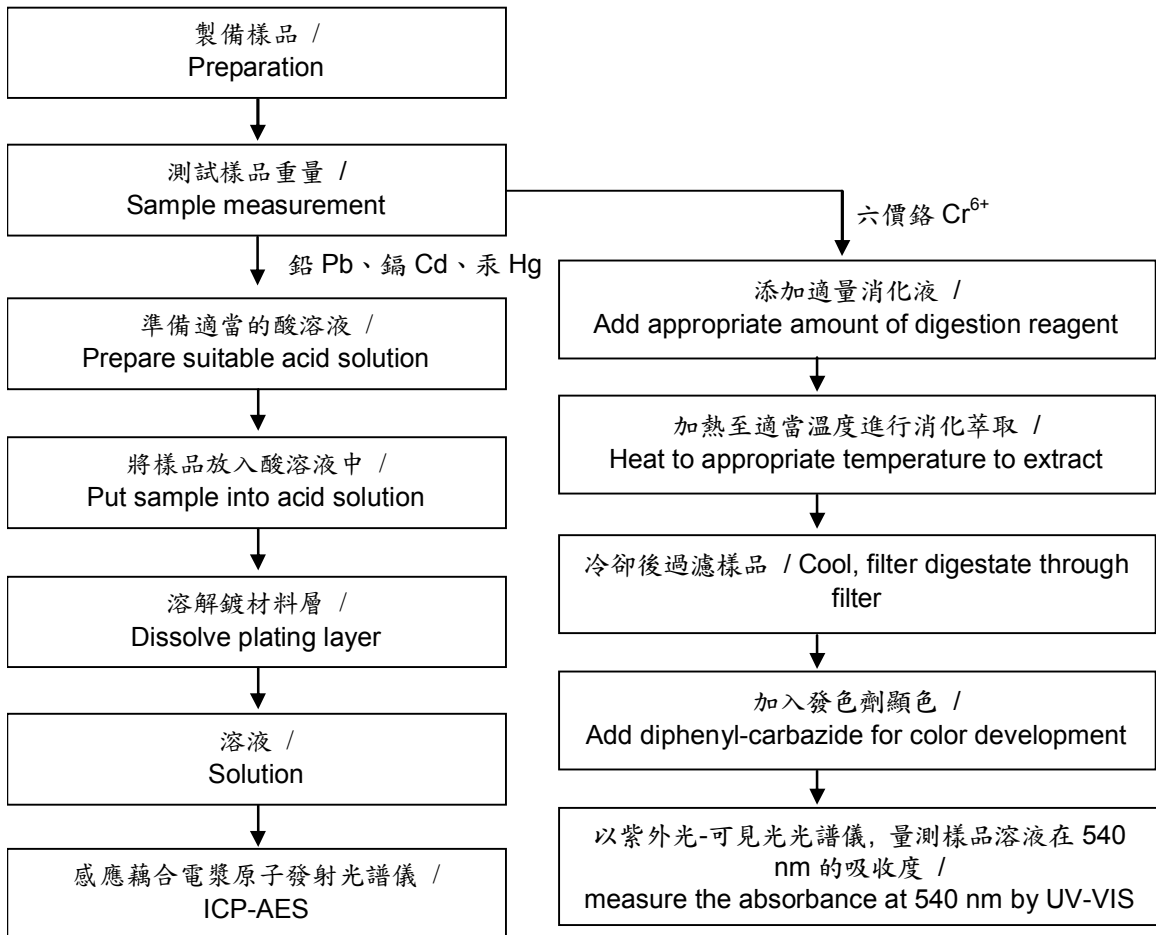 製備樣品 /
Preparation
測試樣品重量 /
Sample measurement
鉛 Pb、鎘 Cd、汞 Hg
準備適當的酸溶液 /
Prepare suitable acid solution
將樣品放入酸溶液中 /
Put sample into acid solution
溶解鍍材料層 /
Dissolve plating layer
溶液 /
Solution
感應藕合電漿原子發射光譜儀 /
ICP-AES
六價鉻 Cr6+
添加適量消化液 /
Add appropriate amount of digestion reagent
加熱至適當溫度進行消化萃取 /
Heat to appropriate temperature to extract
冷卻後過濾樣品 / Cool, filter digestate through
filter
加入發色劑顯色 /
Add diphenyl-carbazide for color development
以紫外光-可見光光譜儀, 量測樣品溶液在 540
nm 的吸收度 /
measure the absorbance at 540 nm by UV-VIS